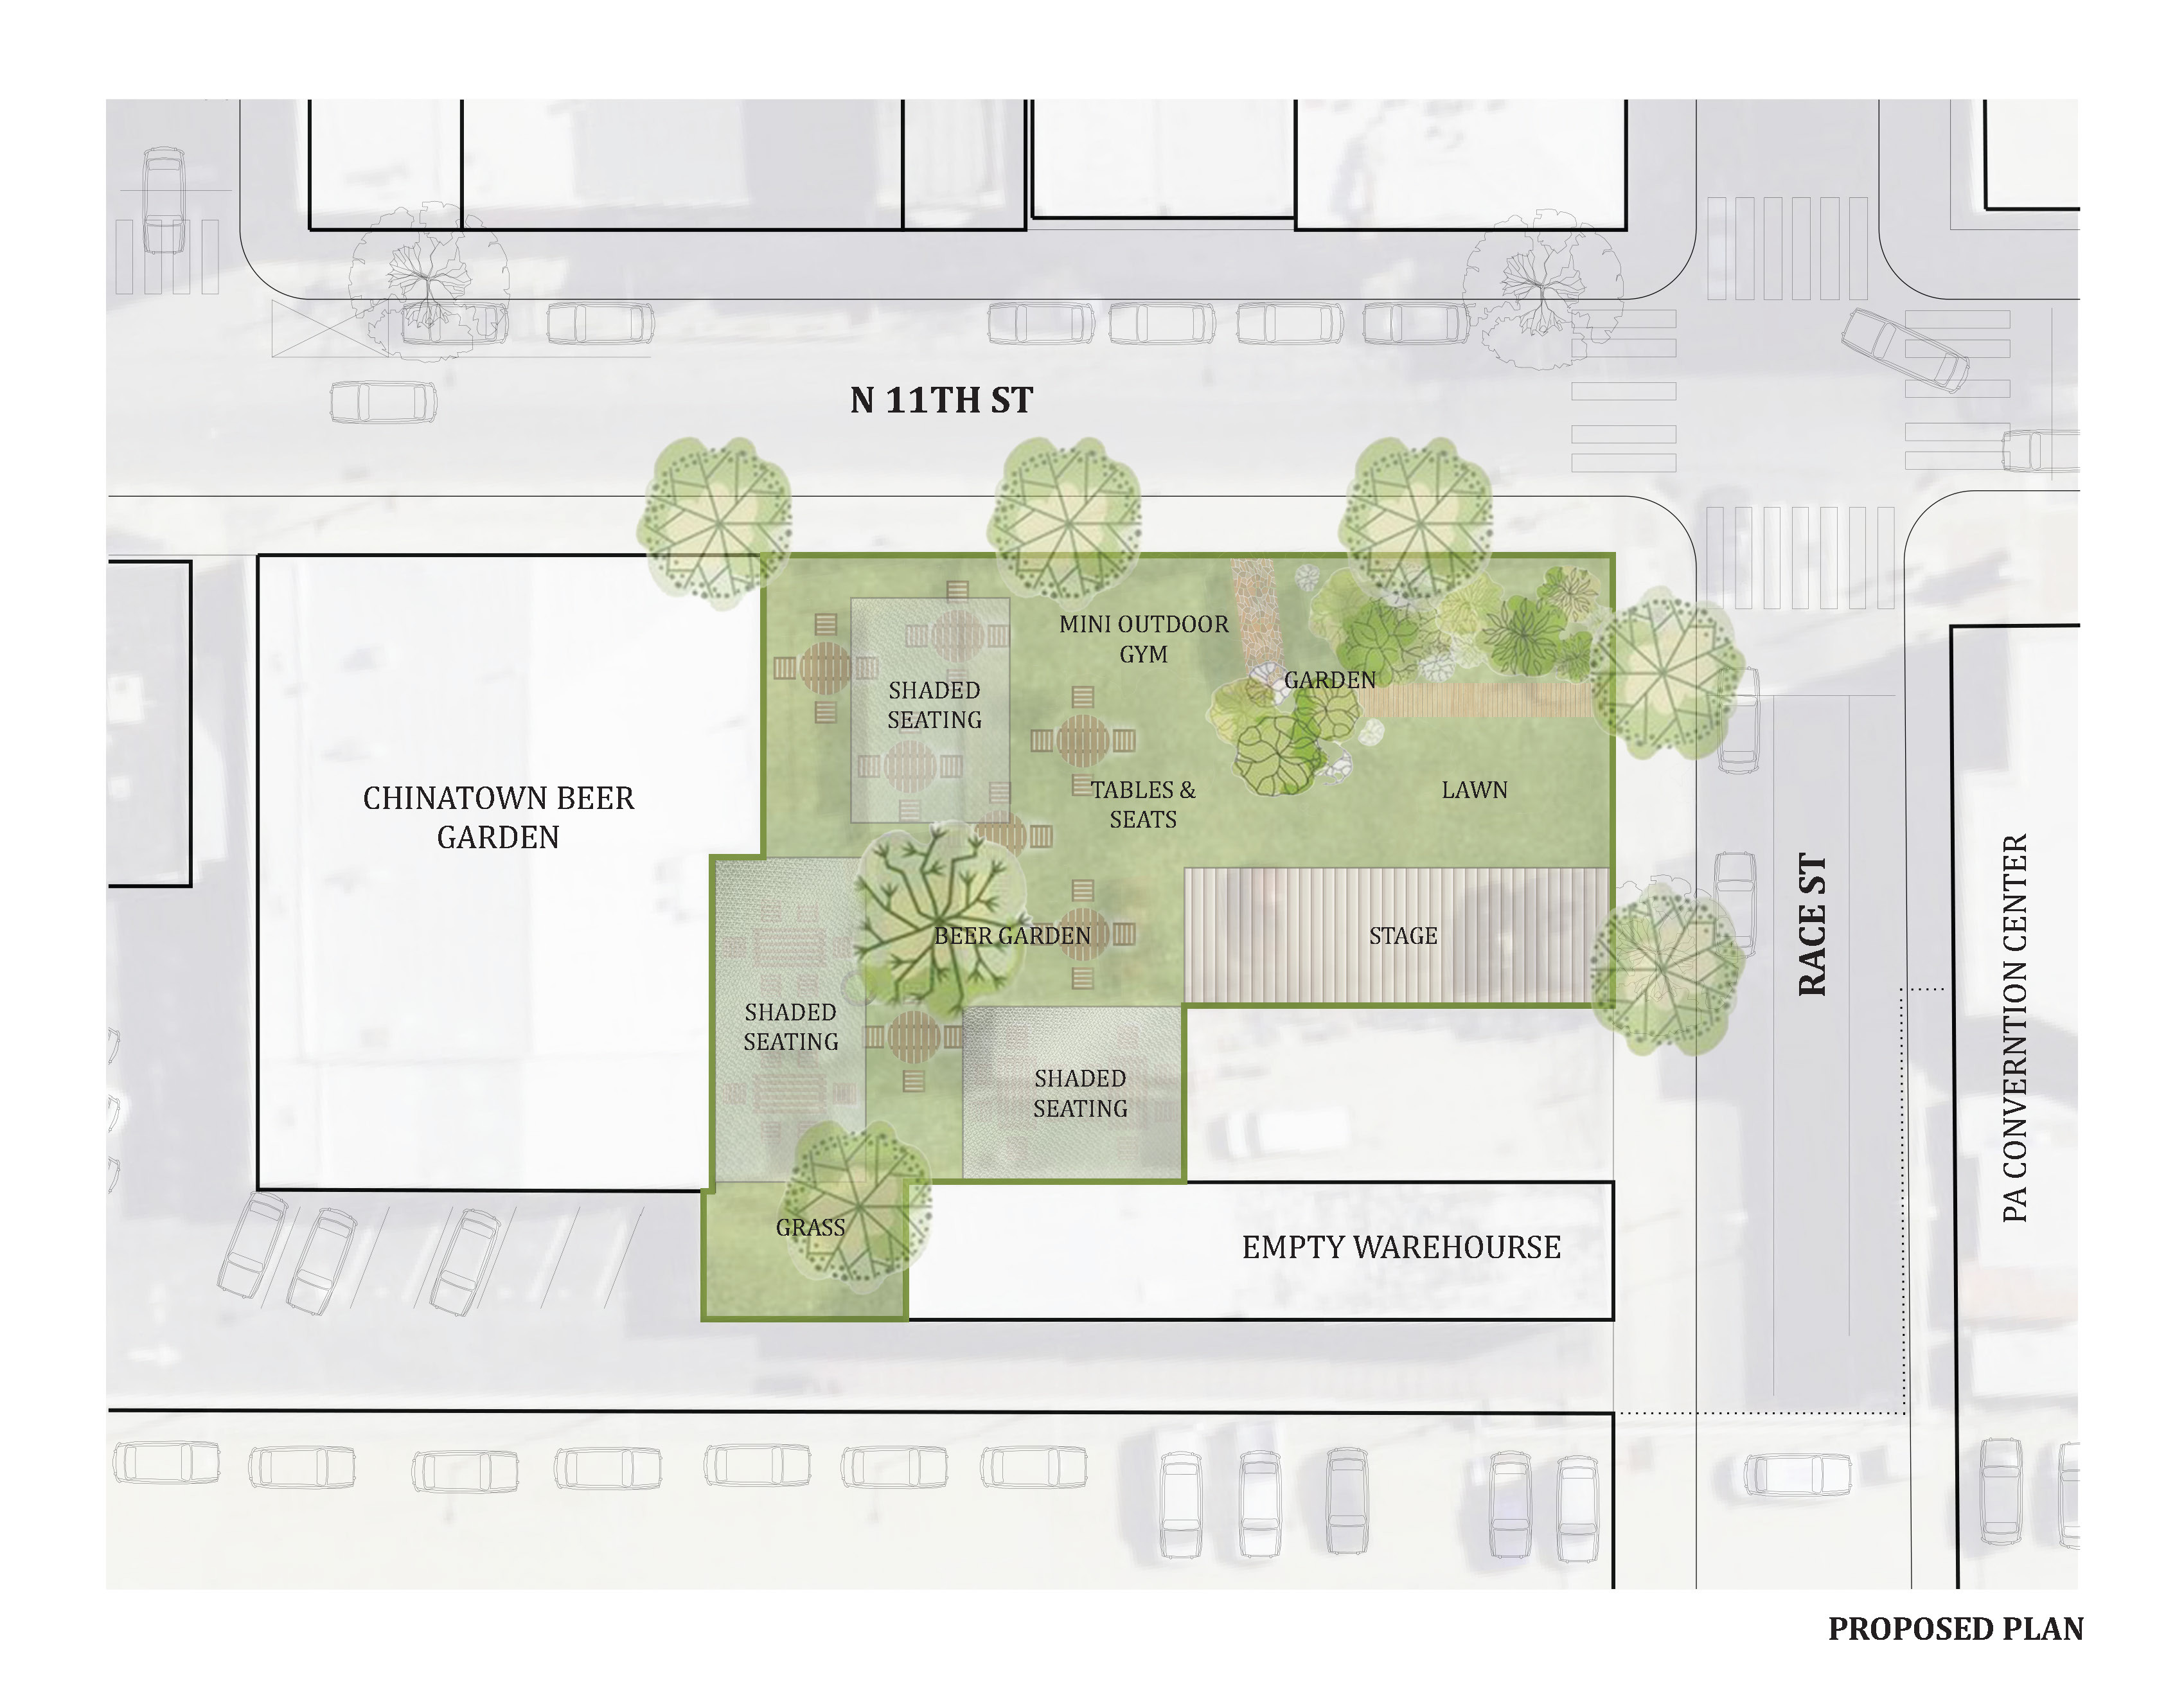 N 11TH ST
MINI OUTDOOR
GYM
GARDEN
SHADED
SEATING
CHINATOWN BEER
GARDEN
TABLES &
SEATS
LAWN
BEER GARDEN
STAGE
RACE ST
PA CONVERNTION CENTER
SHADED
SEATING
SHADED
SEATING
GRASS
EMPTY WAREHOURSE
PROPOSED PLAN